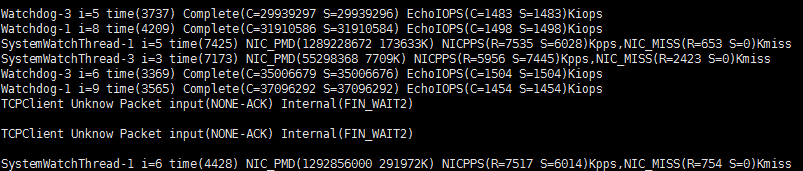 Watchdog-3 i=5 time(3737) Complete(C=29939297 S=29939296) EchoIOPS(C=1483 S=1483)Kiops
Watchdog-1 i=8 time(4209) Complete(C=31910586 S=31910584) EchoIOPS(C=1498 S=1498)Kiops
SystemWatchThread-1 i=5 time(7425) NIC_PMD(1289228672 173633K) NICPPS(R=7535 S=6028)Kpps,NIC_MISS(R=653 S=0)Kmiss
SystemWatchThread-3 i=3 time(7173) NIC_PMD(55298368 7709K) NICPPS(R=5956 S=7445)Kpps,NIC_MISS(R=2423 S=0)Kmiss
Watchdog-3 i=6 time(3369) Complete(C=35006679 S=35006676) EchoIOPS(C=1504 S=1504)Kiops
Watchdog-1 i=9 time(3565) Complete(C=37096292 S=37096292) EchoIOPS(C=1454 S=1454)Kiops
TCPClient Unknow Packet input(NONE-ACK) Internal(FIN_WAIT2)
TCPClient Unknow Packet input(NONE-ACK) Internal(FIN_WAIT2)
SystemWatchThread-1 i=6 time(4428) NIC_PMD(1292856000 291972K) NICPPS(R=7517 S=6014)Kpps,NIC_MISS(R=754 S=0)Kmiss